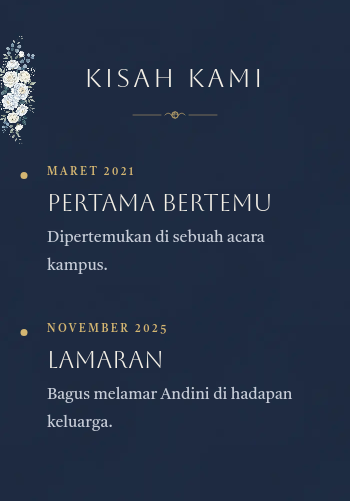 KISAH KAMI
MARET 2021
PERTAMA BERTEMU
Dipertemukan di sebuah acara
kampus.
NOVEMBER 2025
LAMARAN
Bagus melamar Andini di hadapan
keluarga.